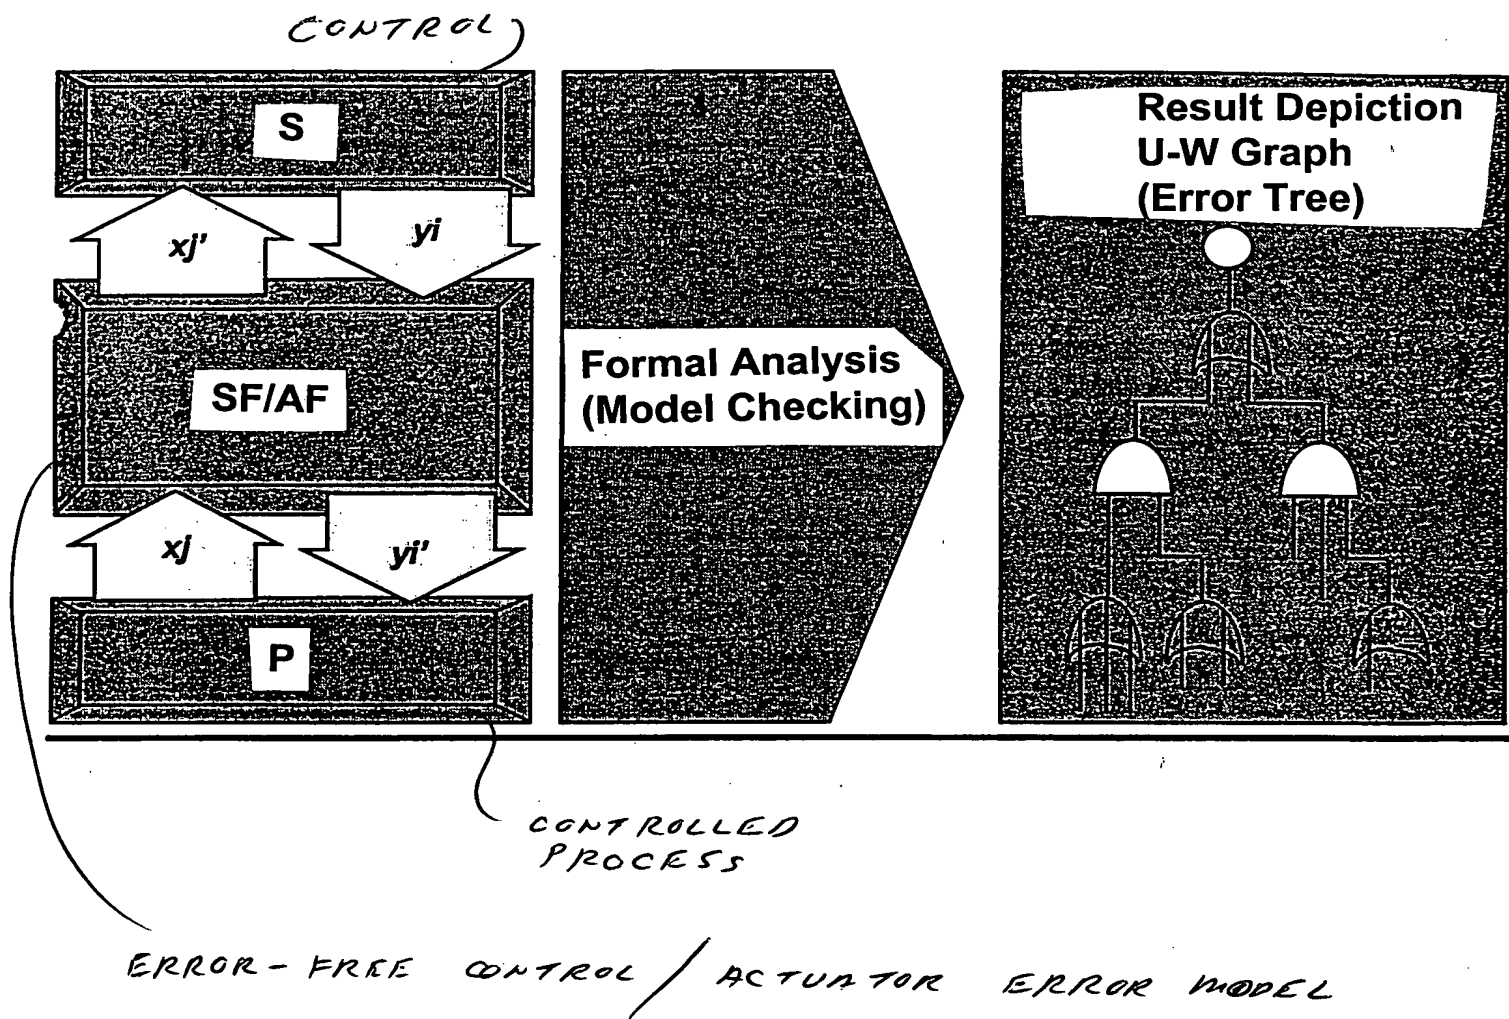 CONTROL
S
xj'
yi
SF/AF
xj
yi'
P
Formal Analysis
(Model Checking)
Result Depiction
U-W Graph
(Error Tree)
CONTROLLED
PROCESS
ERROR-FREE CONTROL / ACTUATOR ERROR MODEL